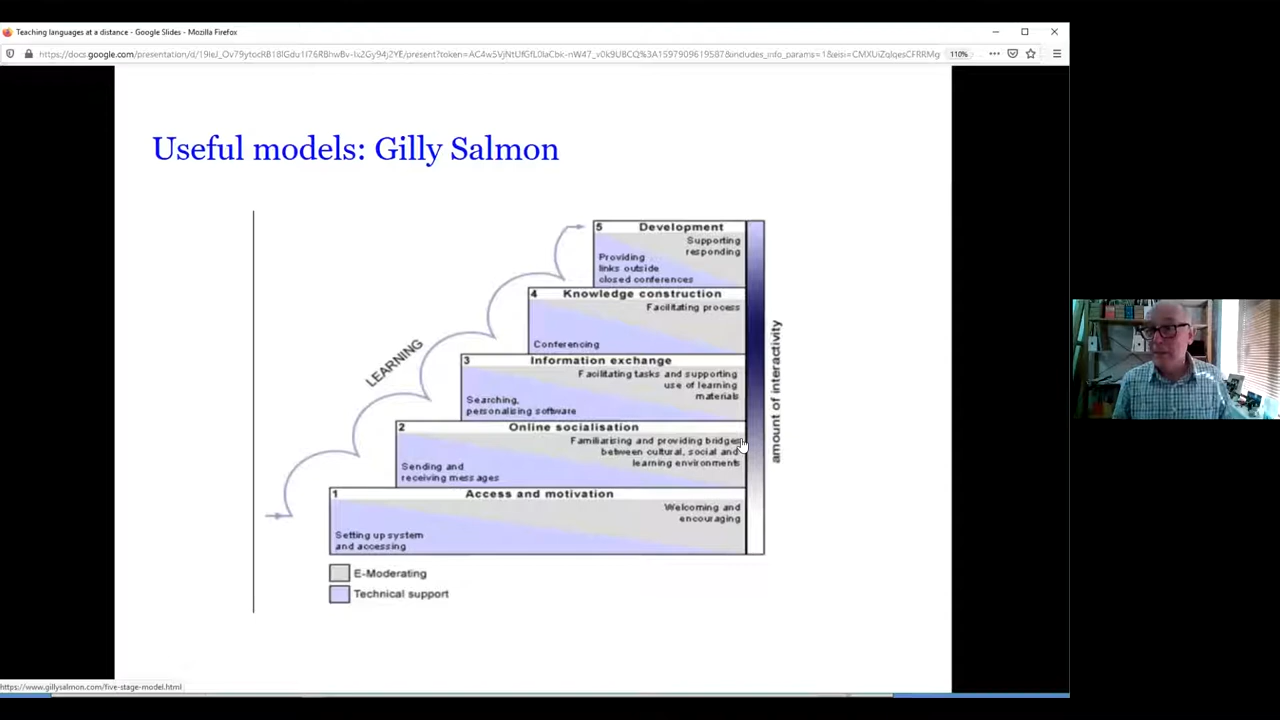 Teaching languages at a distance - Google Slides - Mozilla Firefox
110%
Useful models: Gilly Salmon
5 Development
Supporting
responding
Providing
links outside
closed conferences
4 Knowledge construction
Facilitating process
Conferencing
3 Information exchange
Facilitating tasks and supporting
use of learning
materials
Searching,
personalising software
2 Online socialisation
Familiarising and providing bridges
between cultural, social and
learning environments
Sending and
receiving messages
1 Access and motivation
Welcoming and
encouraging
Setting up system
and accessing
LEARNING
amount of interactivity
E-Moderating
Technical support
https://www.gillysalmon.com/five-stage-model.html